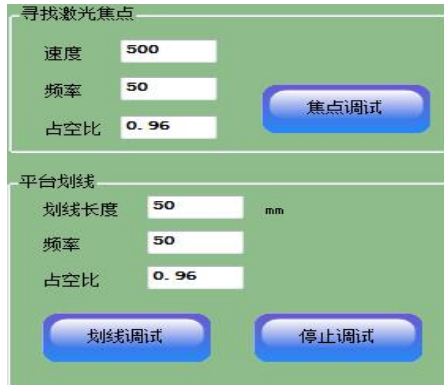 寻找激光焦点
速度 500
频率 50
焦点调试
占空比 0.96
平台划线
划线长度 50 mm
频率 50
占空比 0.96
划线调试 停止调试